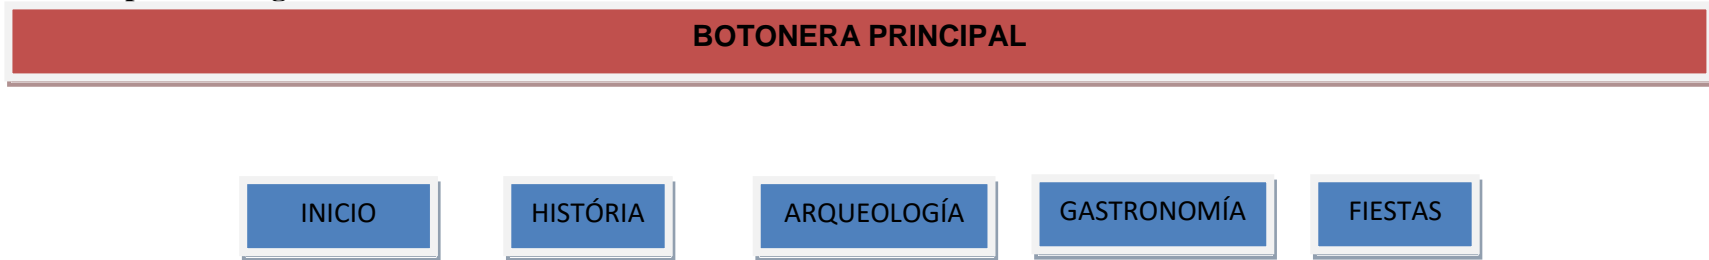 BOTONERA PRINCIPAL
INICIO HISTÓRIA ARQUEOLOGÍA GASTRONOMÍA FIESTAS